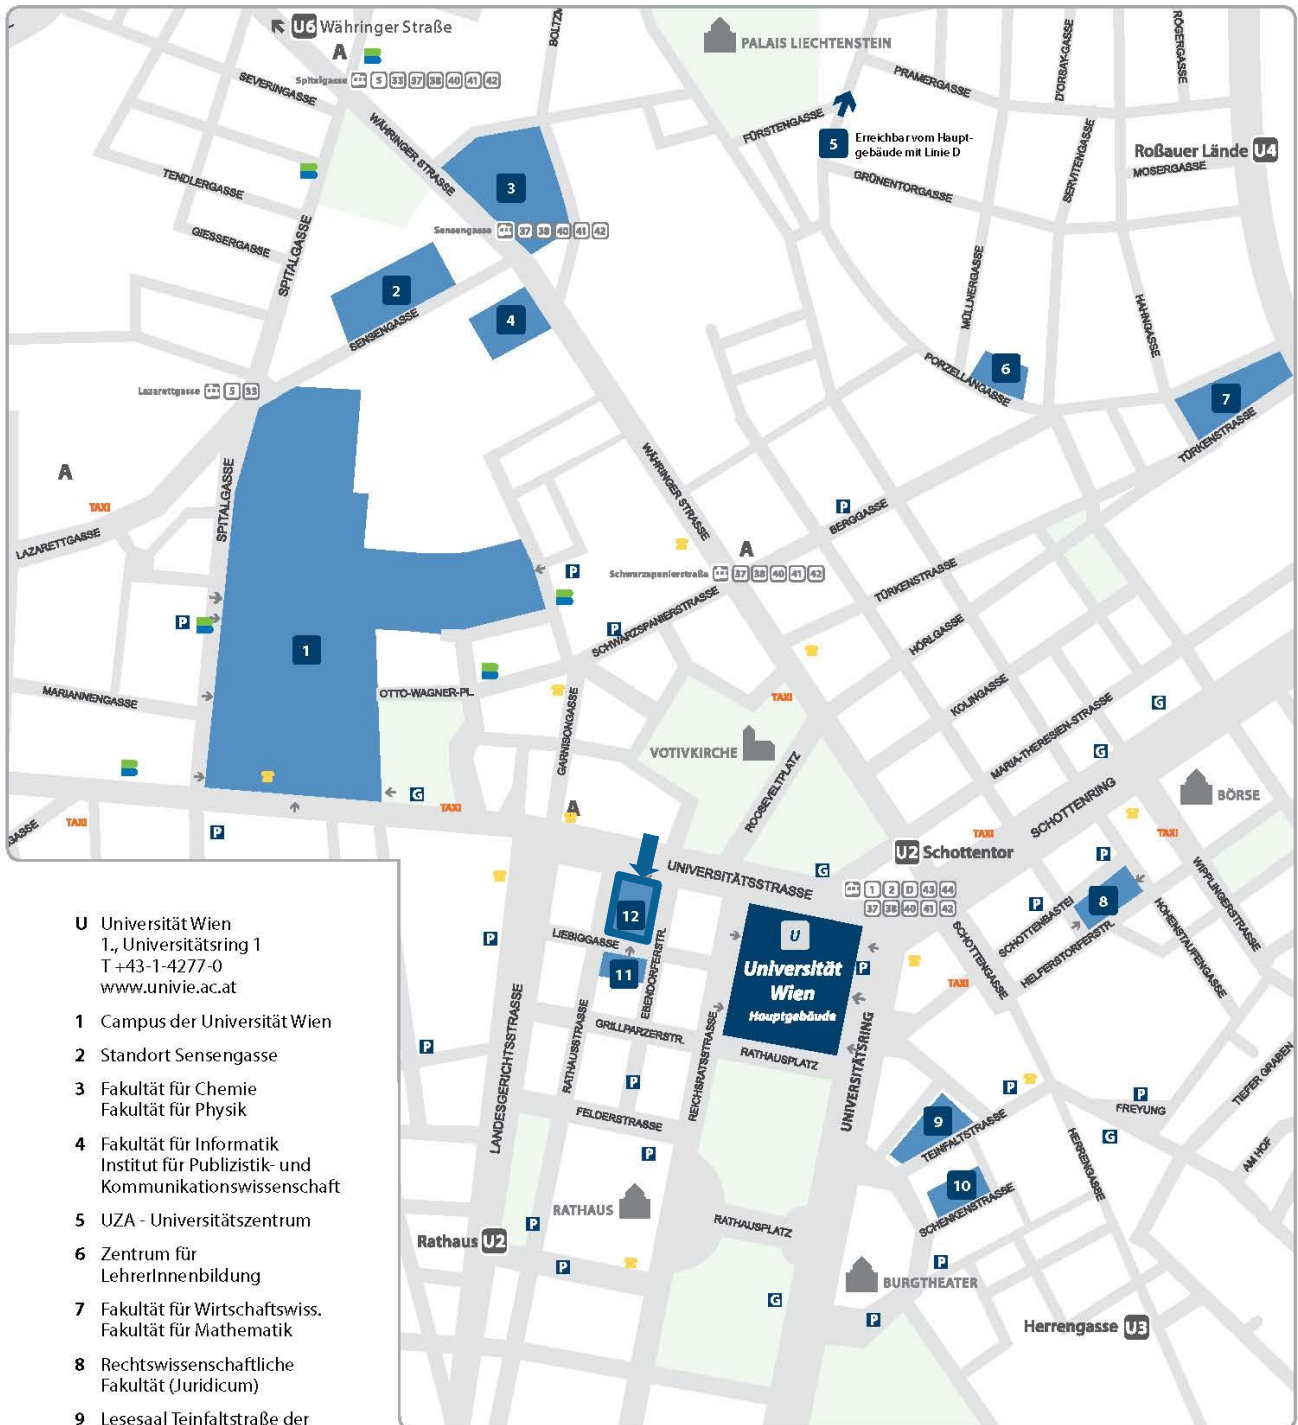 U6 Währinger Straße
BOLTZM
PALAIS LIECHTENSTEIN
A
Spitalgasse 5 33 37 38 40 41 42
SEVERINGASSE
PRAMERGASSE
D'ORSAY-GASSE
RÖGERGASSE
WÄHRINGER STRASSE
FÜRSTENGASSE
5 Erreichbar vom Haupt-
gebäude mit Linie D
Roßauer Lände U4
MOSERGASSE
SERVITENGASSE
GRÜNENTORGASSE
TENDLERGASSE
3
GIESSERGASSE
Sensengasse 37 38 40 41 42
SPITALGASSE
2
SENSENGASSE
4
MÜLLNERGASSE
HAHNGASSE
PORZELLANGASSE
6
7
TÜRKENSTRASSE
Lazarettgasse 5 33
A
TAXI
LAZARETTGASSE
SPITALGASSE
WÄHRINGER STRASSE
P
BERGGASSE
A
Schwarzspanierstraße 37 38 40 41 42
P
TÜRKENSTRASSE
P
SCHWARZSPANIERSTRASSE
P
1
HÖRLGASSE
MARIANNENGASSE
OTTO-WAGNER-PL.
GARNISONGASSE
TAXI
KOLINGASSE
G
MARIA-THERESIEN-STRASSE
G
VOTIVKIRCHE
ROOSEVELTPLATZ
SCHOTTENRING
BÖRSE
G
TAXI
A
TAXI
GASSE
P
TAXI
TAXI
U2 Schottentor
UNIVERSITÄTSSTRASSE
G
1 2 D 43 44
37 38 40 41 42
P
WIPPLINGERSTRASSE
8
P
SCHOTTENBASTEI
HOHENSTAUFENGASSE
HELFERSTORFERSTR.
SCHOTTENGASSE
12
LIEBIGGASSE
EBENDORFERSTR.
11
P
U
Universität
Wien
Hauptgebäude
P
TAXI
GRILLPARZERSTR.
RATHAUSSTRASSE
LANDESGERICHTSSTRASSE
REICHSRATSSTRASSE
RATHAUSPLATZ
UNIVERSITÄTSRING
P
P
FELDERSTRASSE
P
P
P
FREYUNG
G
TIEFER GRABEN
AM HOF
9
TEINFALTSTRASSE
HERRENGASSE
10
SCHENKENSTRASSE
RATHAUS
RATHAUSPLATZ
Rathaus U2
P
P
BURGTHEATER
P
G
P
Herrengasse U3
U Universität Wien
1., Universitätsring 1
T +43-1-4277-0
www.univie.ac.at
1 Campus der Universität Wien
2 Standort Sensengasse
3 Fakultät für Chemie
Fakultät für Physik
4 Fakultät für Informatik
Institut für Publizistik- und
Kommunikationswissenschaft
5 UZA - Universitätszentrum
6 Zentrum für
LehrerInnenbildung
7 Fakultät für Wirtschaftswiss.
Fakultät für Mathematik
8 Rechtswissenschaftliche
Fakultät (Juridicum)
9 Lesesaal Teinfaltstraße der